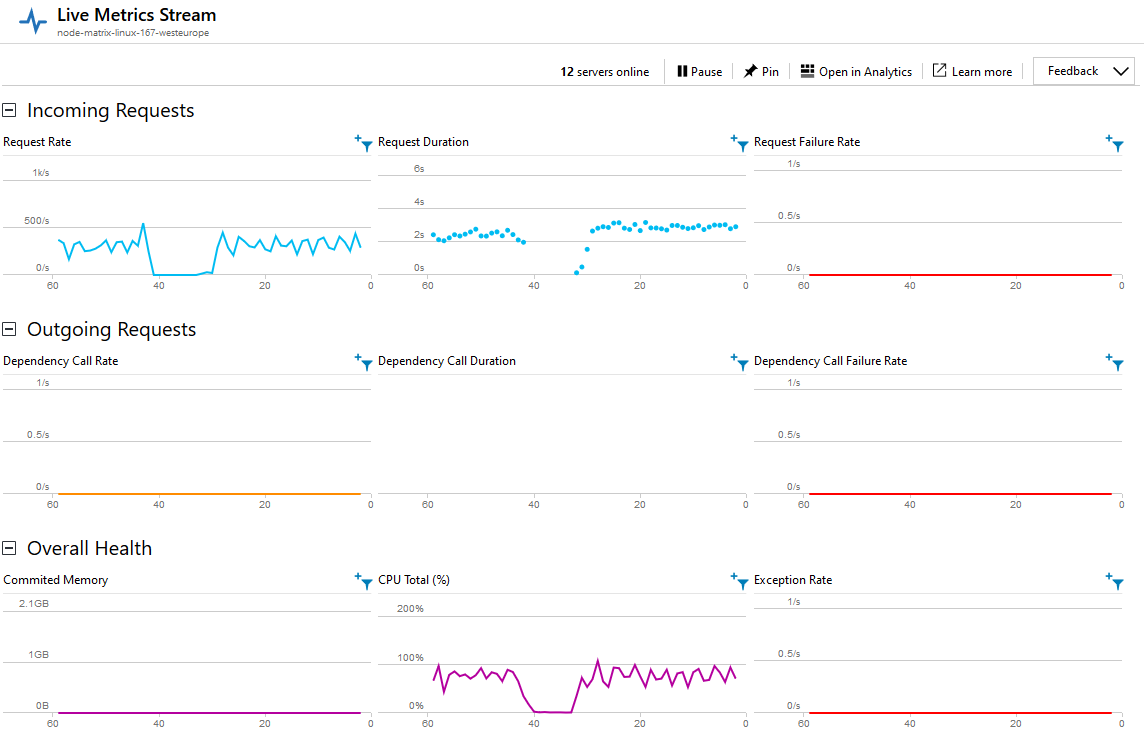 Live Metrics Stream
node-matrix-linux-167-westeurope
12 servers online Pause Pin Open in Analytics Learn more Feedback
Incoming Requests
Request Rate Request Duration Request Failure Rate
1k/s
500/s
0/s
60 40 20 0
6s
4s
2s
0s
60 40 20 0
1/s
0.5/s
0/s
60 40 20 0
Outgoing Requests
Dependency Call Rate Dependency Call Duration Dependency Call Failure Rate
1/s
0.5/s
0/s
60 40 20 0
60 40 20 0
1/s
0.5/s
0/s
60 40 20 0
Overall Health
Commited Memory CPU Total (%) Exception Rate
2.1GB
1GB
0B
60 40 20 0
200%
100%
0%
60 40 20 0
1/s
0.5/s
0/s
60 40 20 0